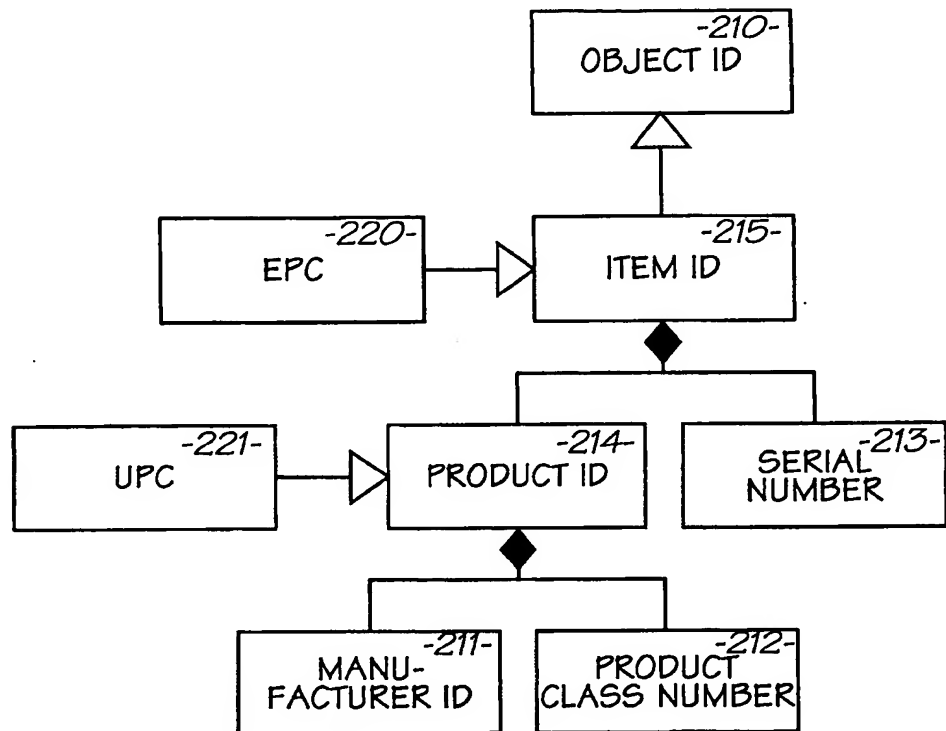 -210-
OBJECT ID
-220-
EPC
-215-
ITEM ID
-221-
UPC
-214-
PRODUCT ID
-213-
SERIAL
NUMBER
-211-
MANU-
FACTURER ID
-212-
PRODUCT
CLASS NUMBER